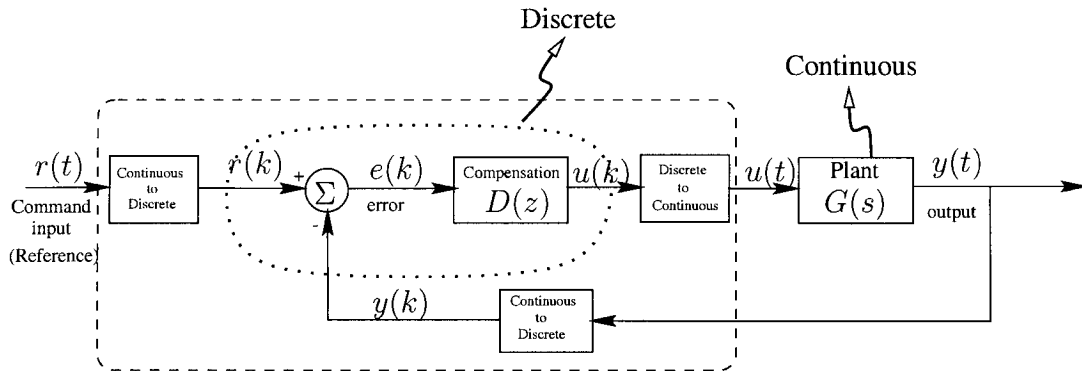 Discrete
Continuous
r(t)
Command
input
(Reference)
Continuous
to
Discrete
r(k)
+
Σ
-
e(k)
error
Compensation
D(z)
u(k)
Discrete
to
Continuous
u(t)
Plant
G(s)
y(t)
output
y(k)
Continuous
to
Discrete